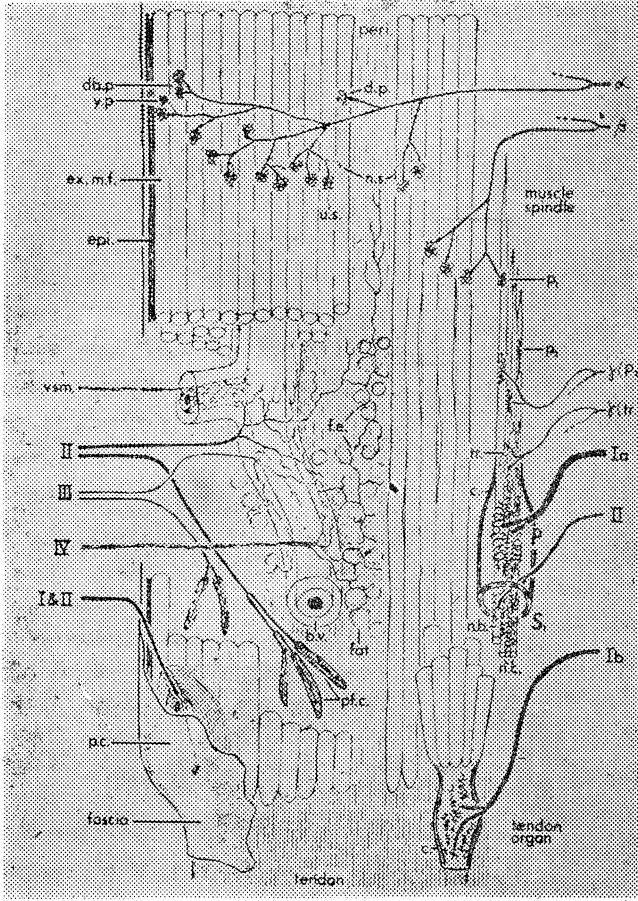 peri.
db.p.
d.p.
α
y.p.
β
ex.m.f.
n.s.
muscle
spindle
u.s.
epi.
p₁
p₂
v.s.m.
γ(p₂
γ(tr.
f.e.
II
tr.
Ia
c.
III
p
II
IV
S₁
I&II
b.v.
n.b.
fat
n.c.
Ib
pf.c.
p.c.
fascia
tendon
organ
c.
tendon